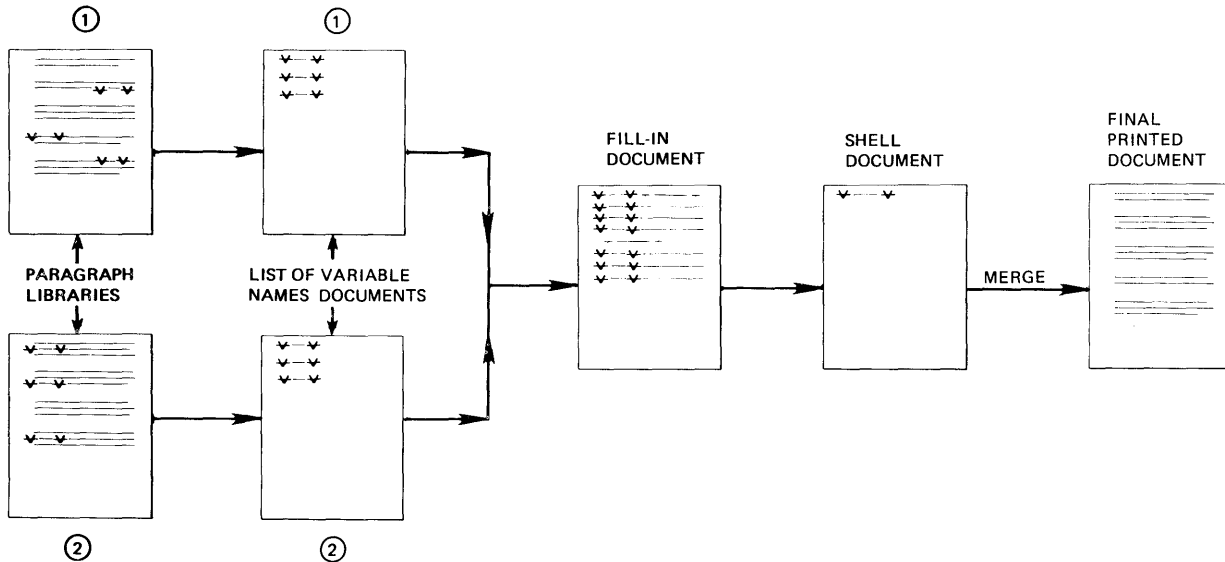 ① ①
FILL-IN
DOCUMENT
SHELL
DOCUMENT
FINAL
PRINTED
DOCUMENT
PARAGRAPH
LIBRARIES
LIST OF VARIABLE
NAMES DOCUMENTS
MERGE
② ②